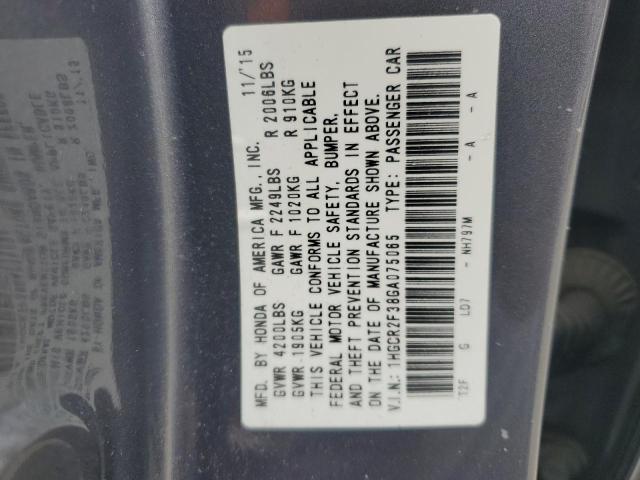 MFD. BY HONDA OF AMERICA MFG., INC. 11/'15
GVWR 4200LBS GAWR F 2249LBS R 2006LBS
GVWR 1905KG GAWR F 1020KG R 910KG
THIS VEHICLE CONFORMS TO ALL APPLICABLE
FEDERAL MOTOR VEHICLE SAFETY, BUMPER,
AND THEFT PREVENTION STANDARDS IN EFFECT
ON THE DATE OF MANUFACTURE SHOWN ABOVE.
V.I.N.: 1HGCR2F38GA075065 TYPE: PASSENGER CAR
T2F G LD7 - NH797M - A - A